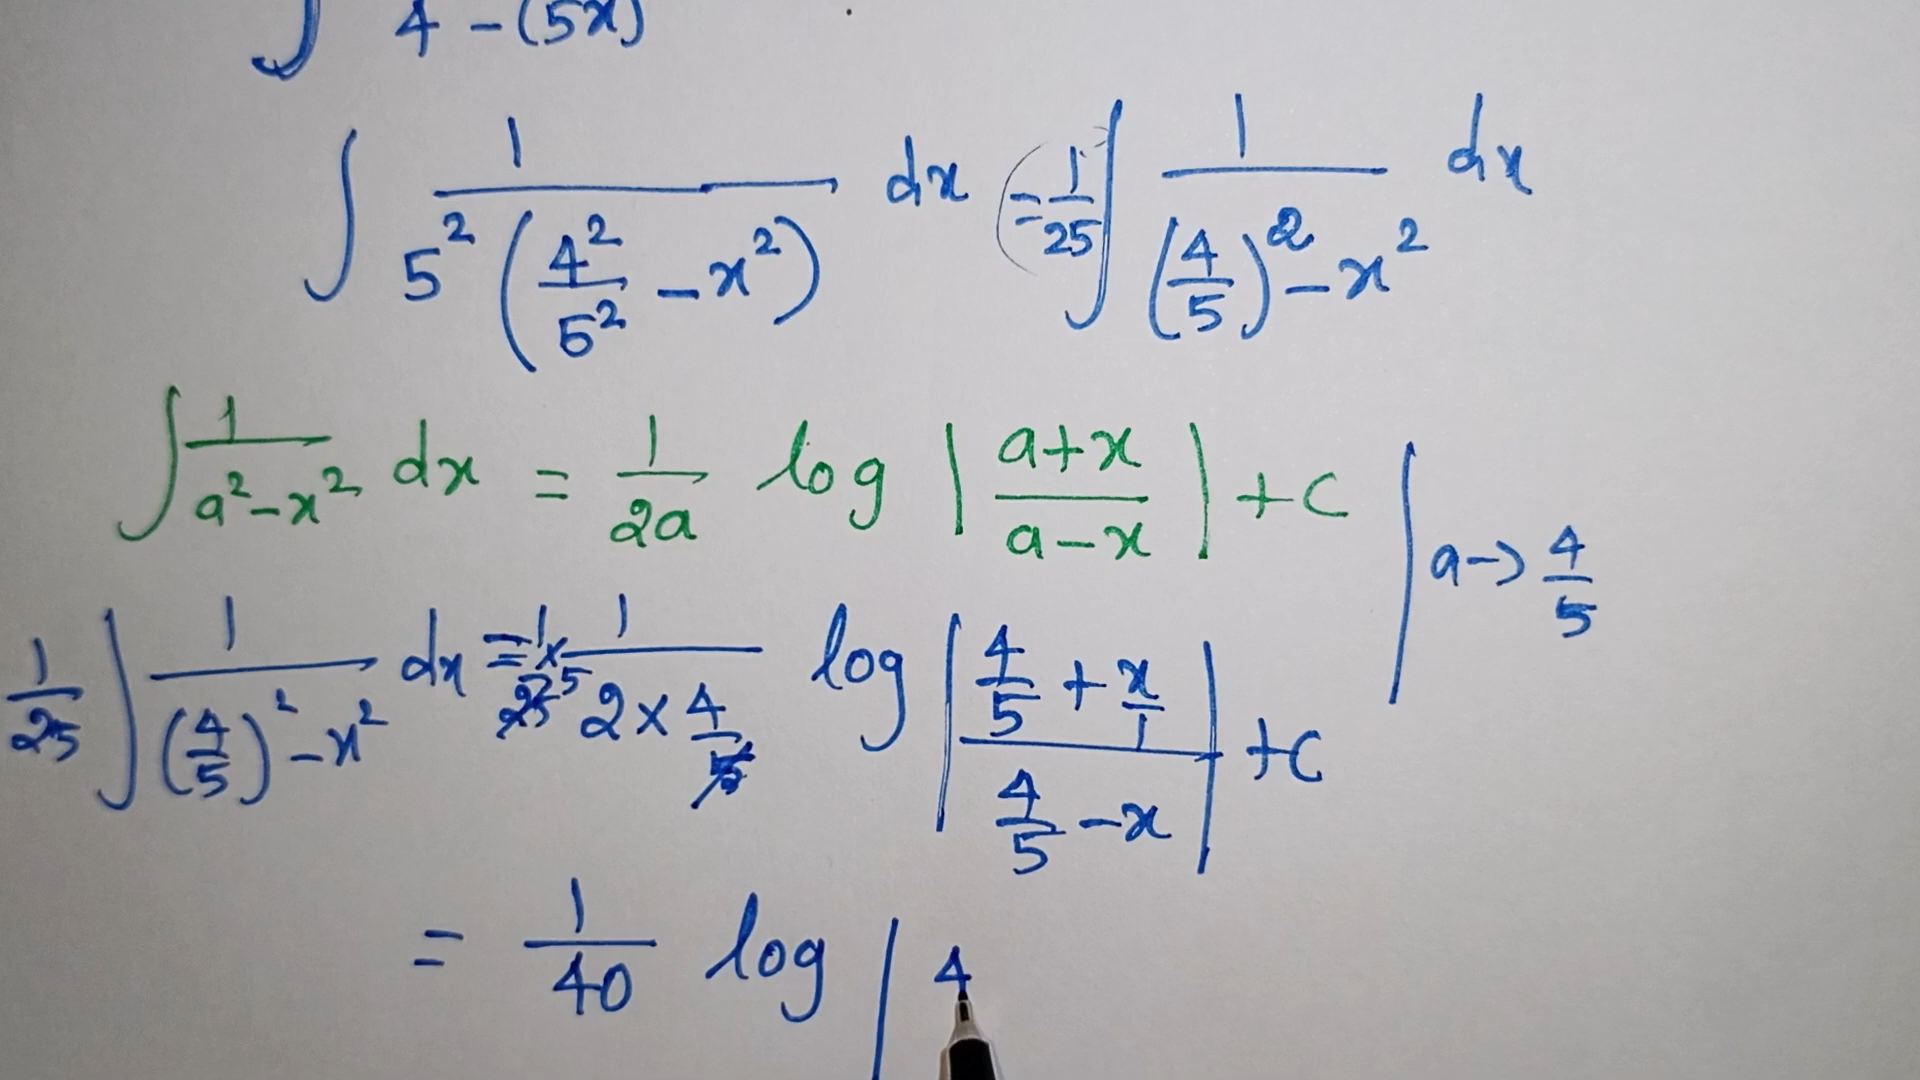 ∫ 4 - (5x)
∫ 1/(5² (4²/5² - x²)) dx = 1/25 ∫ 1/((4/5)² - x²) dx
∫ 1/(a² - x²) dx = 1/2a log |(a+x)/(a-x)| + c | a → 4/5
1/25 ∫ 1/((4/5)² - x²) dx = 1/25 5 × 1/(2 × 4/5) log |(4/5 + x/1)/(4/5 - x)| + c
= 1/40 log | 4